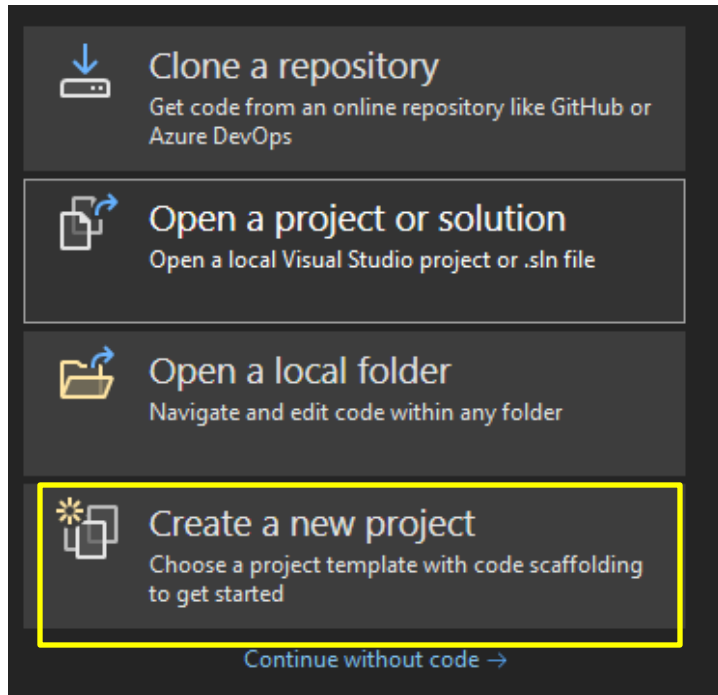 Clone a repository
Get code from an online repository like GitHub or
Azure DevOps
Open a project or solution
Open a local Visual Studio project or .sln file
Open a local folder
Navigate and edit code within any folder
Create a new project
Choose a project template with code scaffolding
to get started
Continue without code →